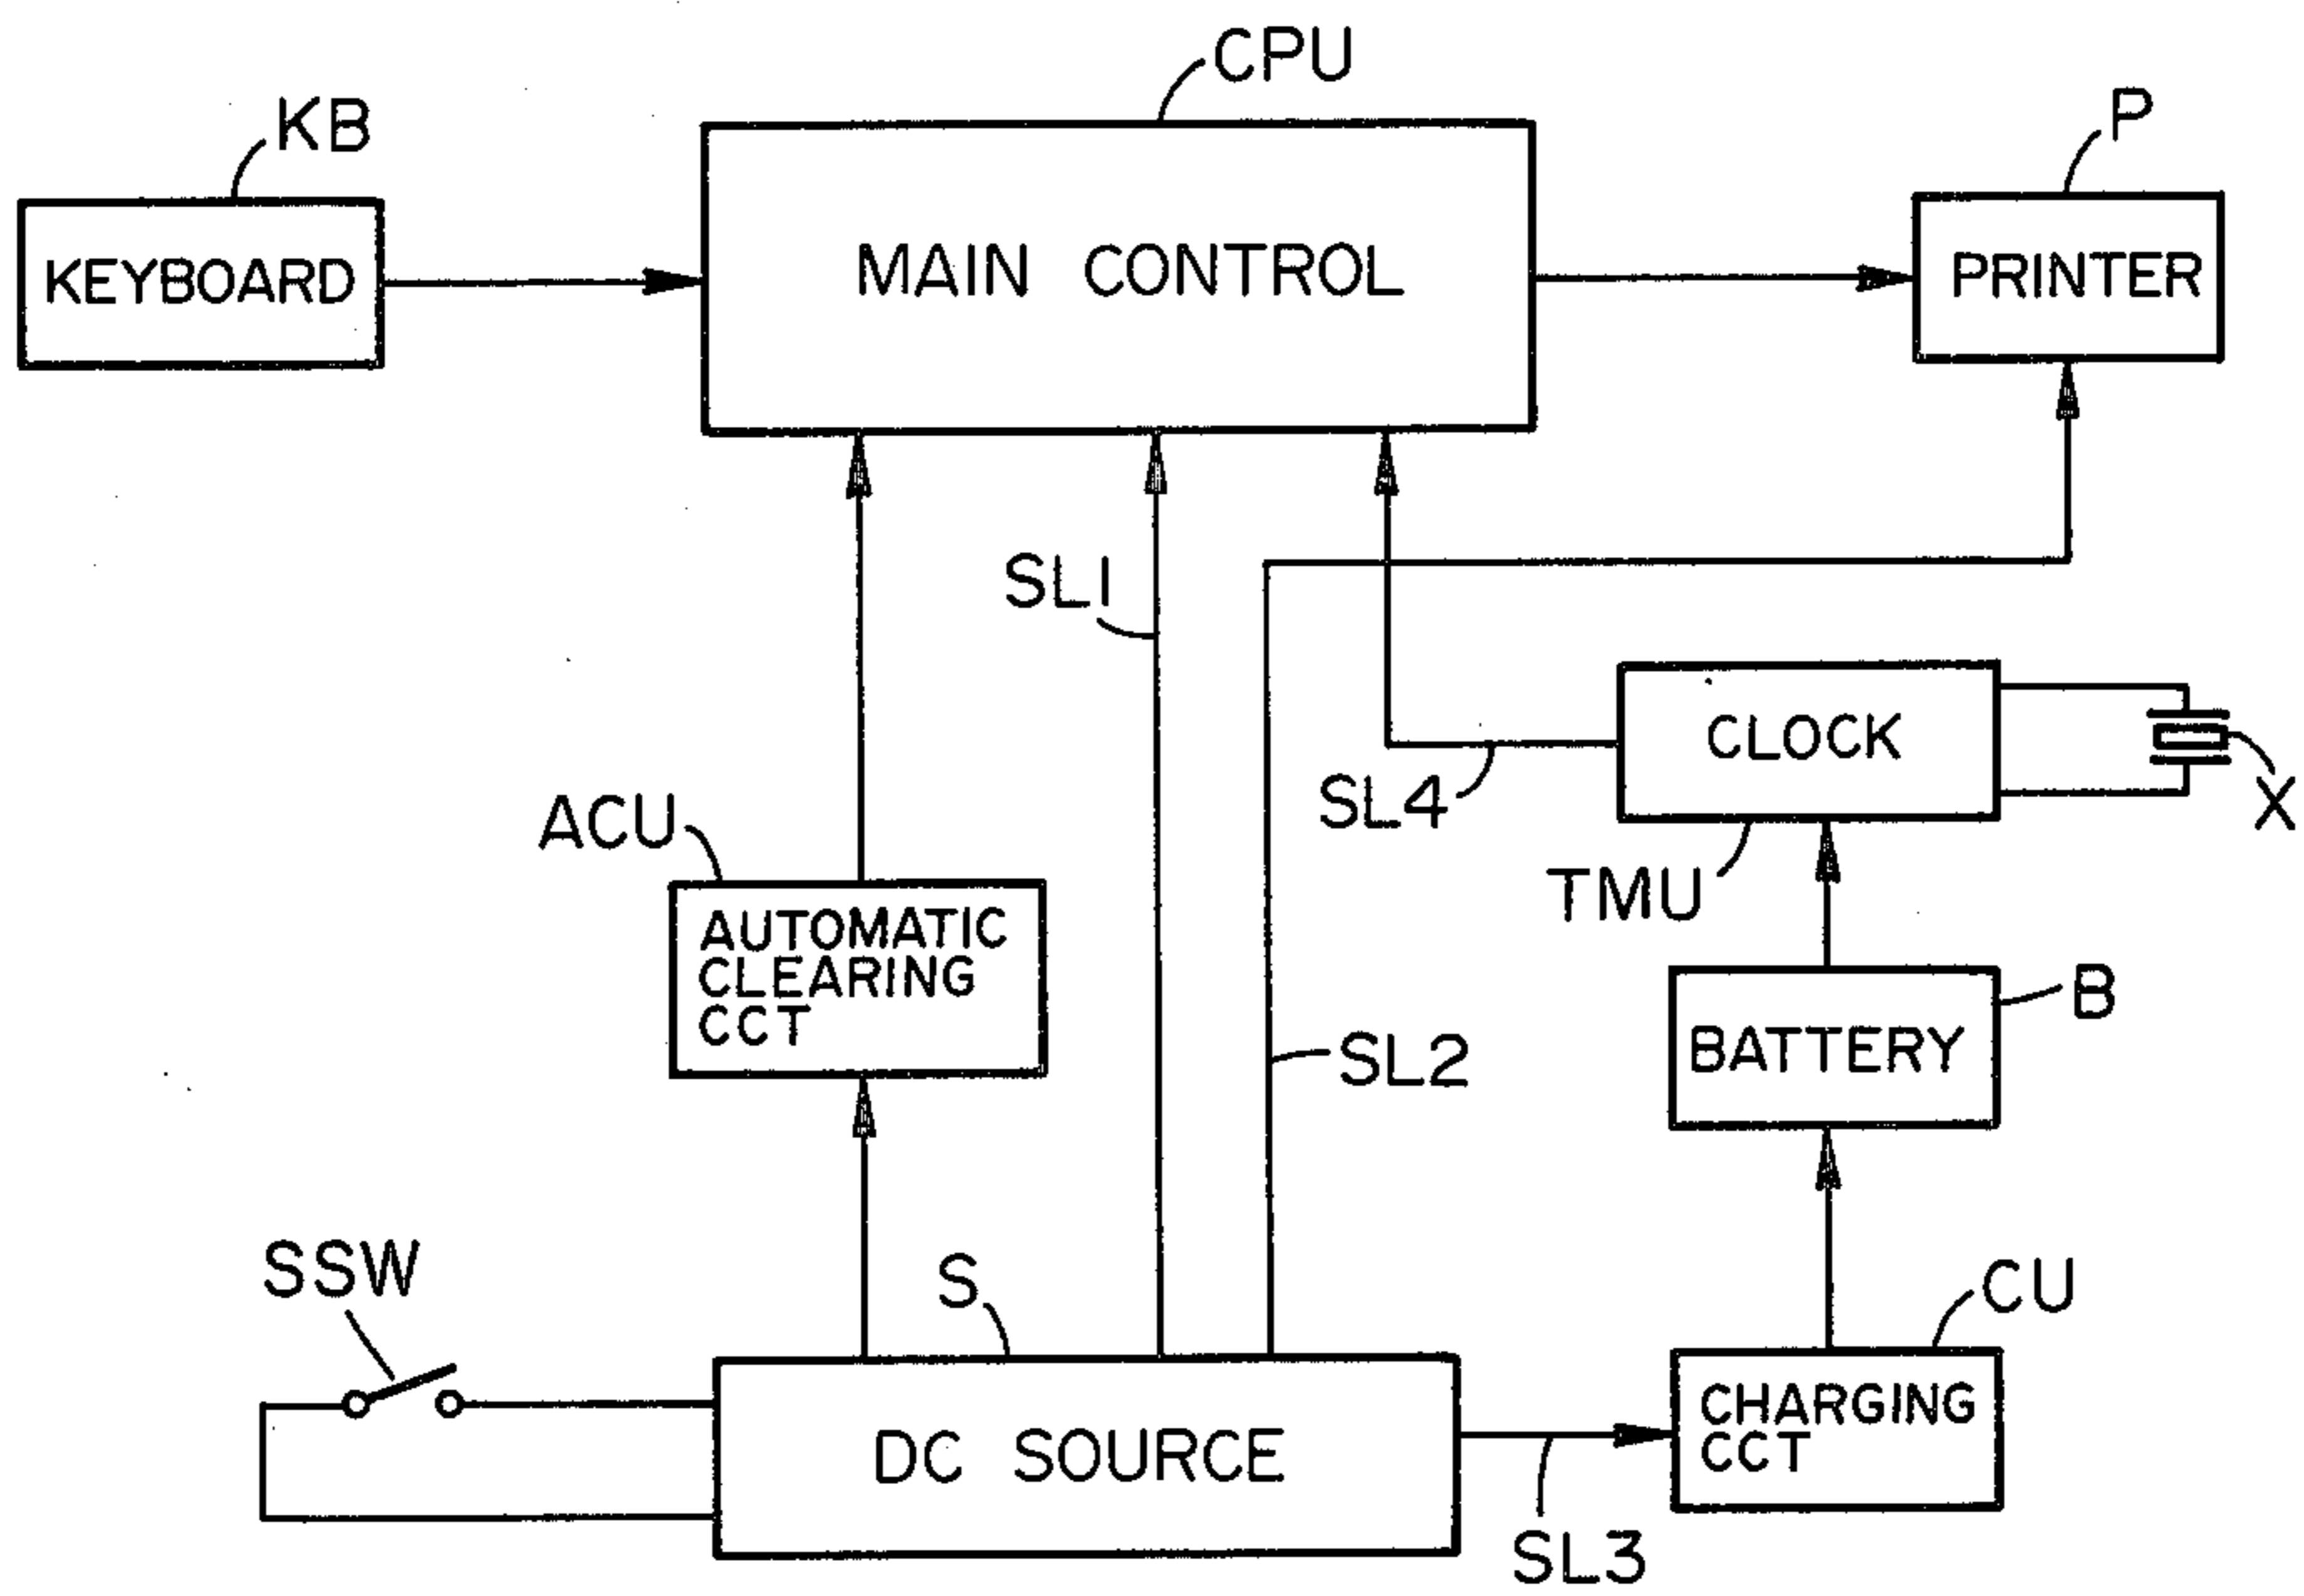 CPU
KB
P
KEYBOARD
MAIN CONTROL
PRINTER
SL1
CLOCK
SL4
X
ACU
TMU
AUTOMATIC
CLEARING
CCT
B
BATTERY
SL2
SSW
S
CU
CHARGING
CCT
DC SOURCE
SL3